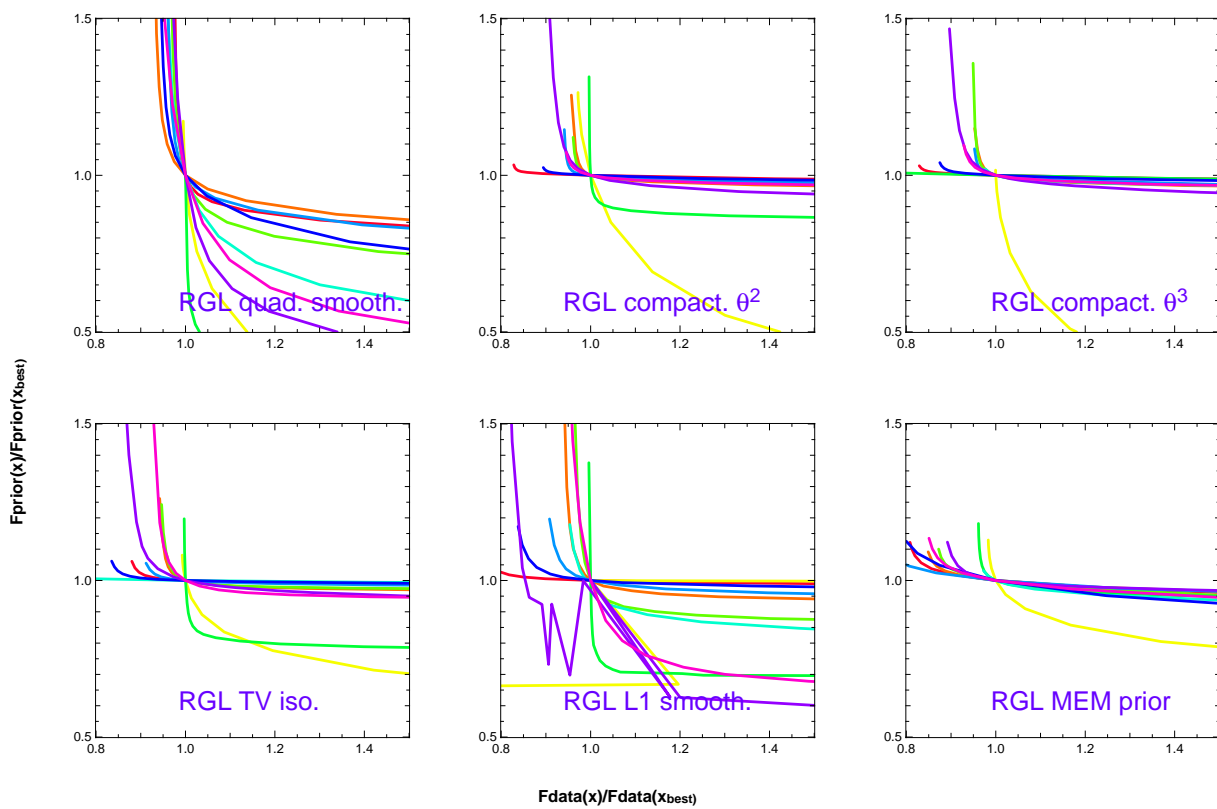 1.5
1.0
0.5
0.8 1.0 1.2 1.4
RGL quad. smooth.
1.5
1.0
0.5
0.8 1.0 1.2 1.4
RGL compact. θ2
1.5
1.0
0.5
0.8 1.0 1.2 1.4
RGL compact. θ3
Fprior(x)/Fprior(xbest)
1.5
1.0
0.5
0.8 1.0 1.2 1.4
RGL TV iso.
1.5
1.0
0.5
0.8 1.0 1.2 1.4
RGL L1 smooth.
1.5
1.0
0.5
0.8 1.0 1.2 1.4
RGL MEM prior
Fdata(x)/Fdata(xbest)